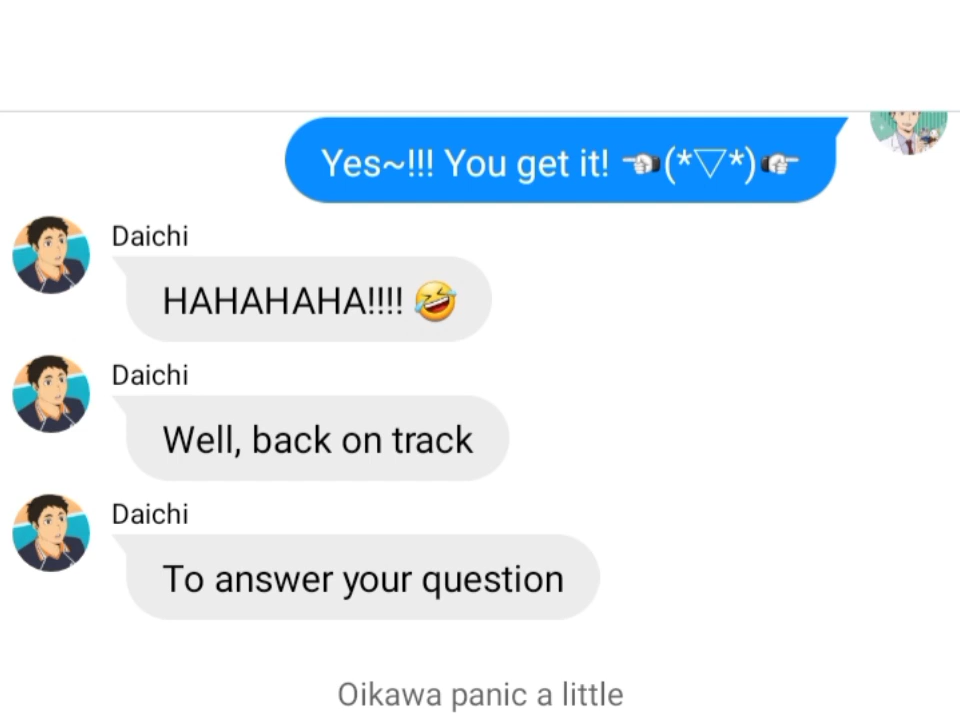 Yes~!!! You get it! 👈(*▽*)👉
Daichi
HAHAHAHA!!!! 🤣
Daichi
Well, back on track
Daichi
To answer your question
Oikawa panic a little